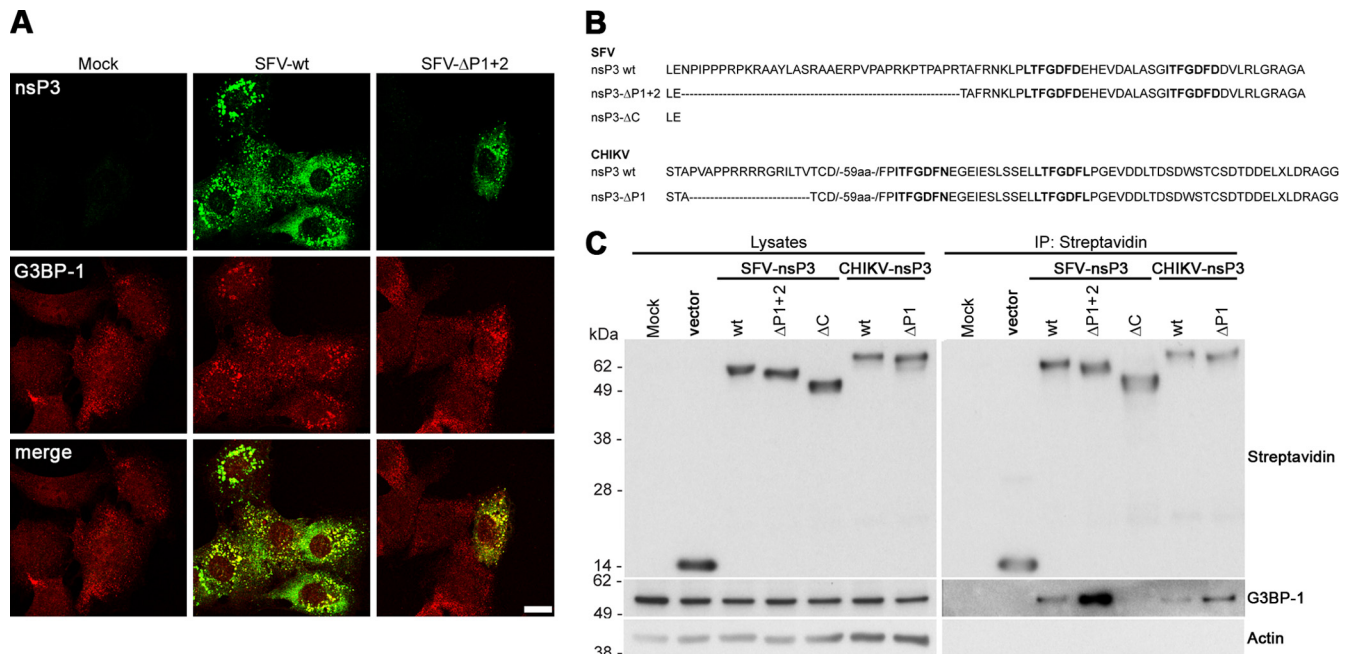 A
Mock SFV-wt SFV-ΔP1+2
nsP3
G3BP-1
merge
B
SFV
nsP3 wt LENPIPPPRPKRAAYLASRAAERPVPAPRKPTPAPRTAFRNKLPLTFGDFDEHEVDALASGITFGDFDDVLRLGRAGA
nsP3-ΔP1+2 LE----------------------------------------------------------------TAFRNKLPLTFGDFDEHEVDALASGITFGDFDDVLRLGRAGA
nsP3-ΔC LE
CHIKV
nsP3 wt STAPVAPPRRRRGRILTVTCD/-59aa-/FPITFGDFNEGEIESLSSELLTFGDFLPGEVDDLTDSDWSTCSDTDDELXLDRAGG
nsP3-ΔP1 STA----------------------------TCD/-59aa-/FPITFGDFNEGEIESLSSELLTFGDFLPGEVDDLTDSDWSTCSDTDDELXLDRAGG
C
Lysates IP: Streptavidin
SFV-nsP3 CHIKV-nsP3 SFV-nsP3 CHIKV-nsP3
kDa Mock vector wt ΔP1+2 ΔC wt ΔP1 Mock vector wt ΔP1+2 ΔC wt ΔP1
62 -
49 -
38 -
Streptavidin
28 -
14 -
62 -
G3BP-1
49 -
Actin
38 -